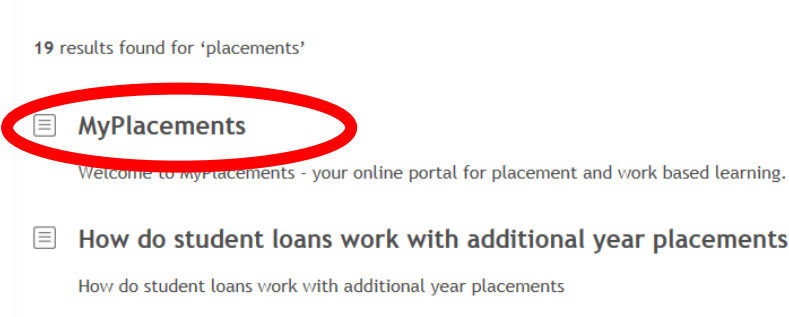 19 results found for ‘placements’
MyPlacements
Welcome to MyPlacements - your online portal for placement and work based learning.
How do student loans work with additional year placements
How do student loans work with additional year placements